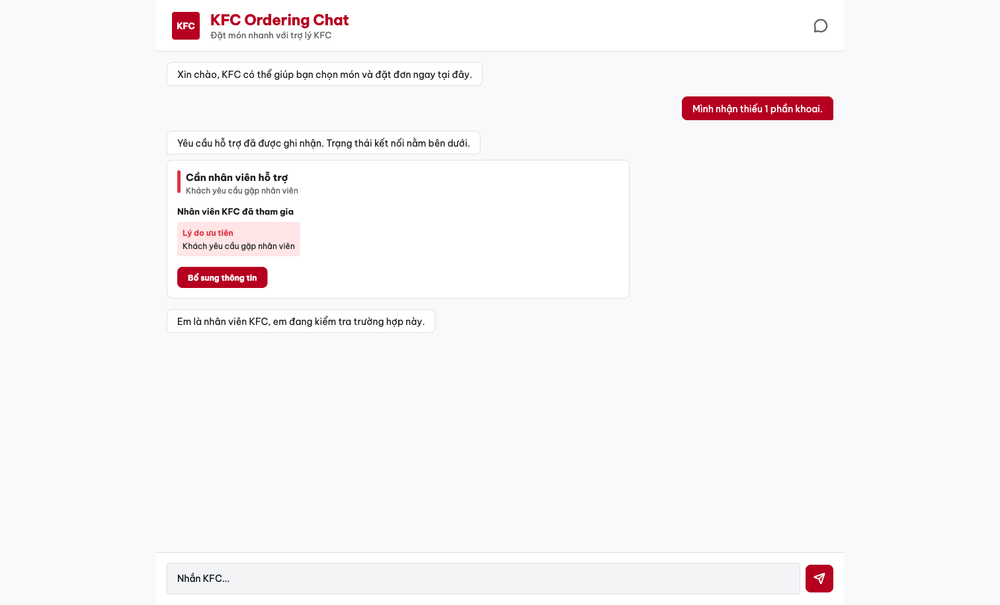 KFC
KFC Ordering Chat
Đặt món nhanh với trợ lý KFC
Xin chào, KFC có thể giúp bạn chọn món và đặt đơn ngay tại đây.
Mình nhận thiếu 1 phần khoai.
Yêu cầu hỗ trợ đã được ghi nhận. Trạng thái kết nối nằm bên dưới.
Cần nhân viên hỗ trợ
Khách yêu cầu gặp nhân viên
Nhân viên KFC đã tham gia
Lý do ưu tiên
Khách yêu cầu gặp nhân viên
Bổ sung thông tin
Em là nhân viên KFC, em đang kiểm tra trường hợp này.
Nhắn KFC...